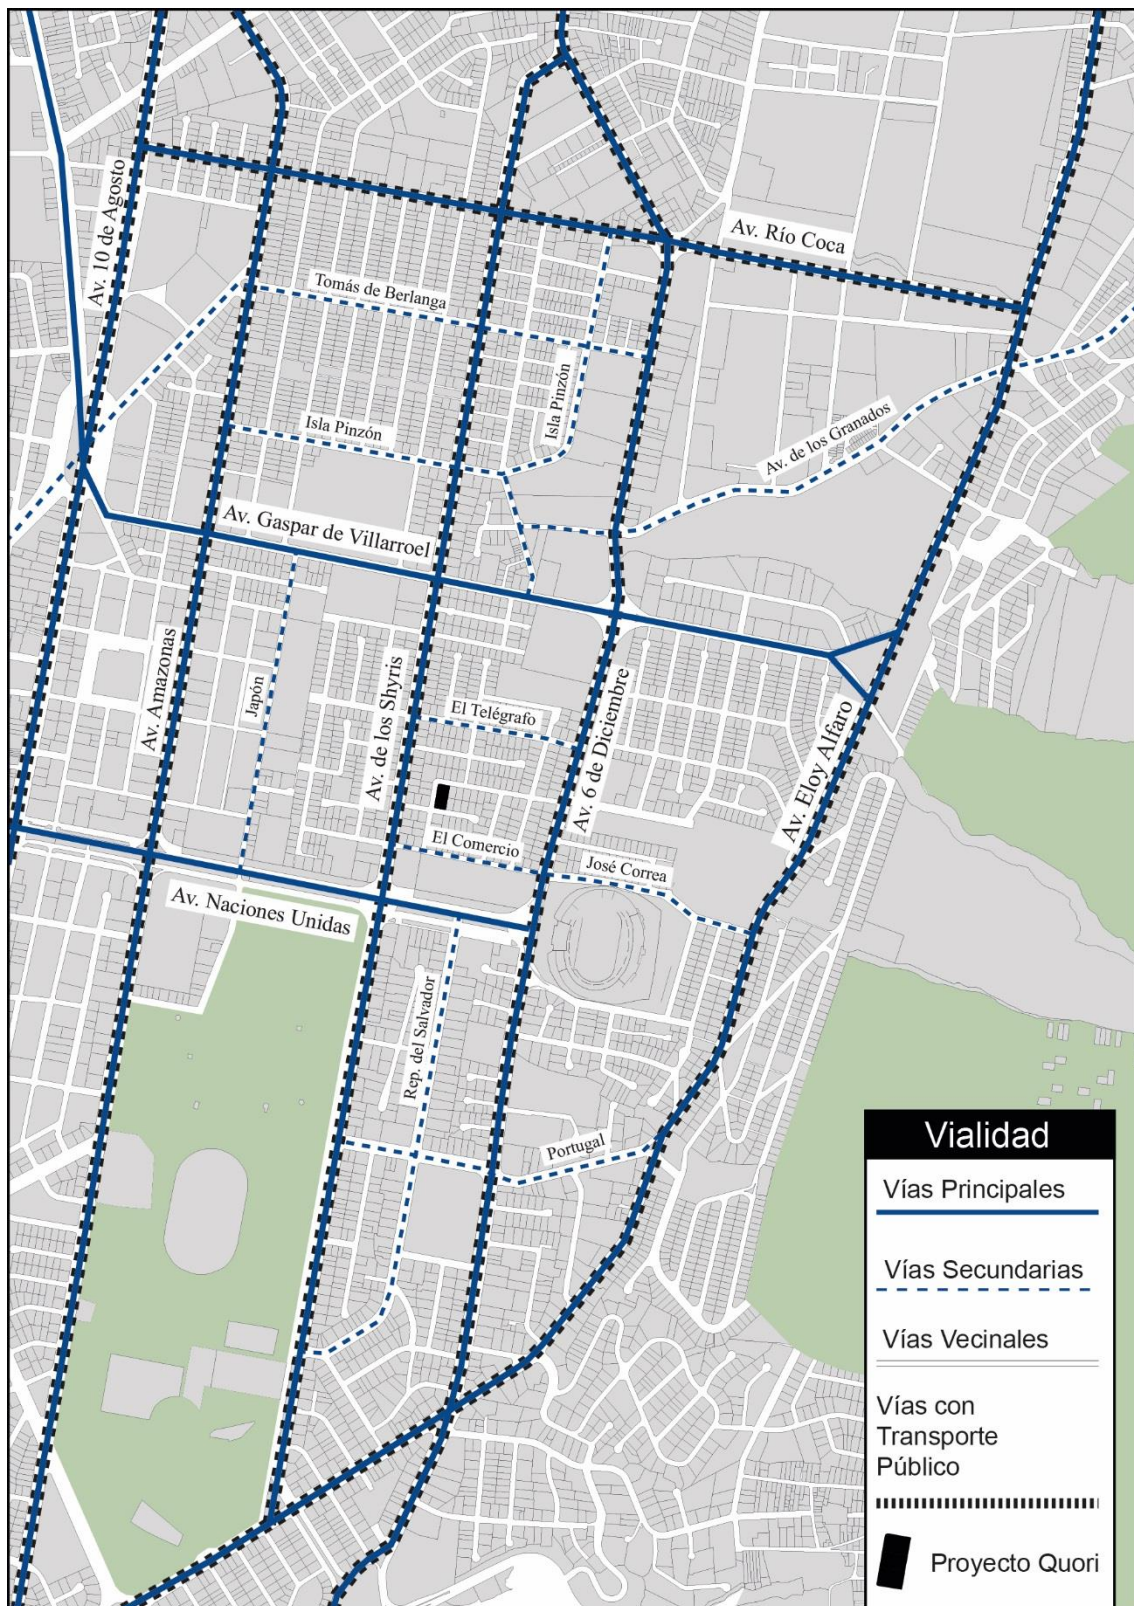 Av. Río Coca
Av. 10 de Agosto
Tomás de Berlanga
Isla Pinzón
Isla Pinzón
Av. de los Granados
Av. Gaspar de Villarroel
Av. Amazonas
Japón
Av. de los Shyris
El Telégrafo
Av. 6 de Diciembre
Av. Eloy Alfaro
El Comercio
José Correa
Av. Naciones Unidas
Rep. del Salvador
Portugal
Vialidad
Vías Principales
Vías Secundarias
Vías Vecinales
Vías con
Transporte
Público
Proyecto Quori